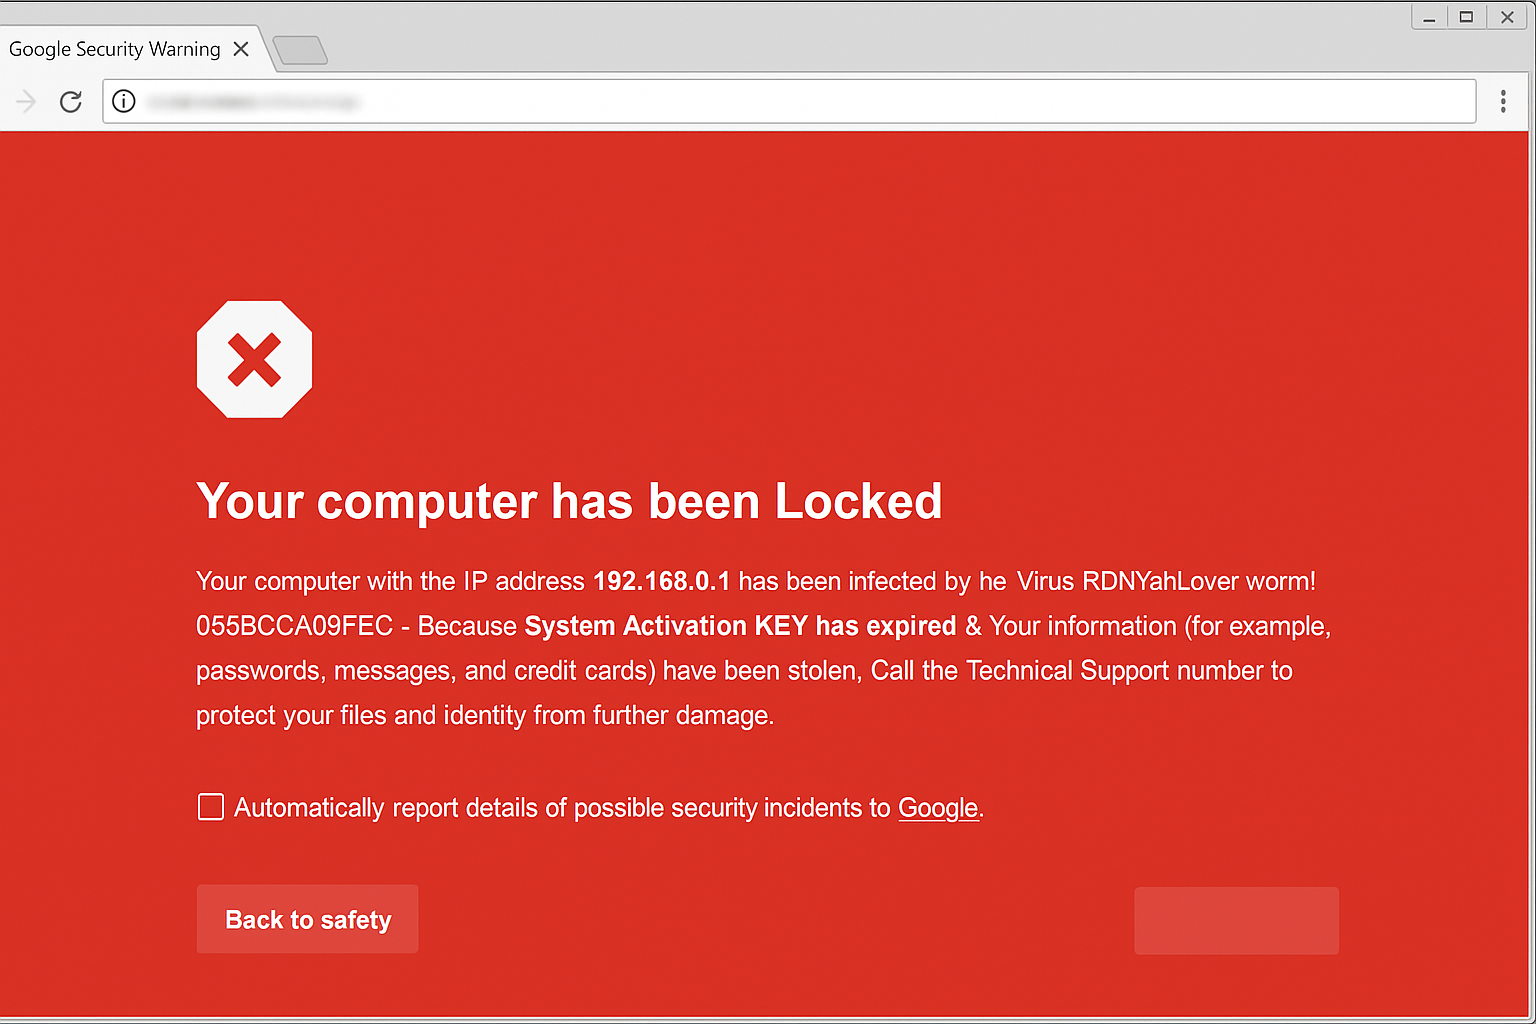 Google Security Warning
Your computer has been Locked
Your computer with the IP address 192.168.0.1 has been infected by he Virus RDNYahLover worm!
055BCCA09FEC - Because System Activation KEY has expired & Your information (for example,
passwords, messages, and credit cards) have been stolen, Call the Technical Support number to
protect your files and identity from further damage.
Automatically report details of possible security incidents to Google.
Back to safety